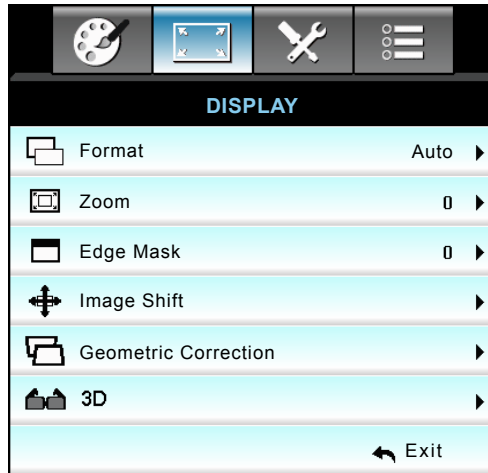 DISPLAY
Format Auto
Zoom 0
Edge Mask 0
Image Shift
Geometric Correction
3D
Exit